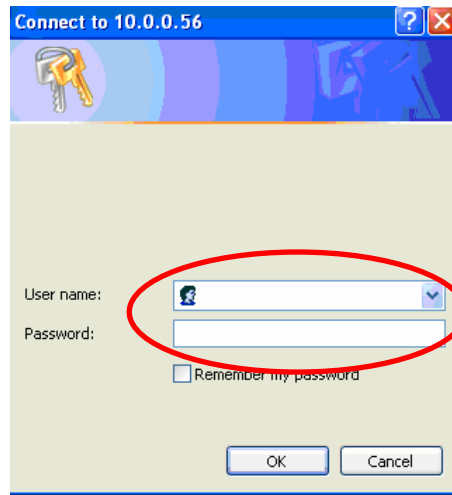 Connect to 10.0.0.56
User name:
Password:
Remember my password
OK Cancel